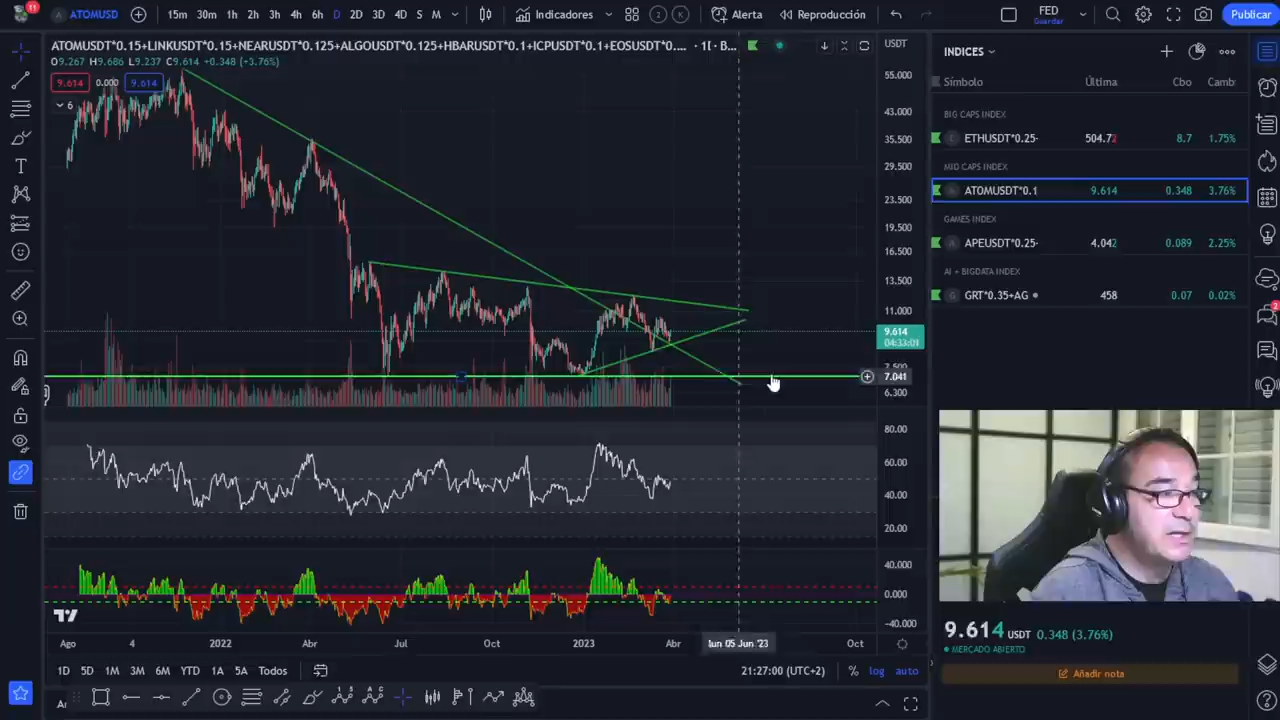 11
ATOMUSD
15m 30m 1h 2h 3h 4h 6h D 2D 3D 4D S M
Indicadores
2 K
Alerta
Reproducción
FED
Guardar
Publicar
ATOMUSDT*0.15+LINKUSDT*0.15+NEARUSDT*0.125+ALGOUSDT*0.125+HBARUSDT*0.1+ICPUSDT*0.1+EOSUSDT*0....
O9.267 H9.686 L9.237 C9.614 +0.348 (+3.76%)
9.614 0.000 9.614
6
USDT
55.000
43.000
35.500
29.500
23.500
19.500
16.500
13.500
11.000
9.614
04:33:01
7.041
6.300
80.00
60.00
40.00
20.00
40.000
0.000
-40.000
Ago 4 2022 Abr Jul Oct 2023 Abr lun 05 Jun '23 Oct
1D 5D 1M 3M 6M YTD 1A 5A Todos
21:27:00 (UTC+2) % log auto
INDICES
Símbolo Última Cbo Camb
BIG CAPS INDEX
ETHUSDT*0.25- 504.72 8.7 1.75%
MID CAPS INDEX
ATOMUSDT*0.1 9.614 0.348 3.76%
GAMES INDEX
APEUSDT*0.25- 4.042 0.089 2.25%
AI + BIGDATA INDEX
GRT*0.35+AG 458 0.07 0.02%
2
9.614 USDT 0.348 (3.76%)
MERCADO ABIERTO
Añadir nota